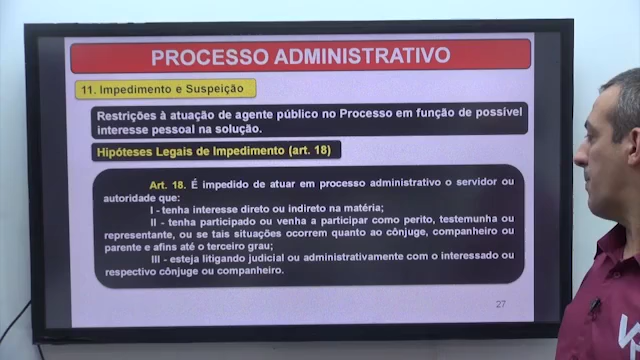 PROCESSO ADMINISTRATIVO
11. Impedimento e Suspeição
Restrições à atuação de agente público no Processo em função de possível
interesse pessoal na solução.
Hipóteses Legais de Impedimento (art. 18)
Art. 18. É impedido de atuar em processo administrativo o servidor ou
autoridade que:
I - tenha interesse direto ou indireto na matéria;
II - tenha participado ou venha a participar como perito, testemunha ou
representante, ou se tais situações ocorrem quanto ao cônjuge, companheiro ou
parente e afins até o terceiro grau;
III - esteja litigando judicial ou administrativamente com o interessado ou
respectivo cônjuge ou companheiro.
27